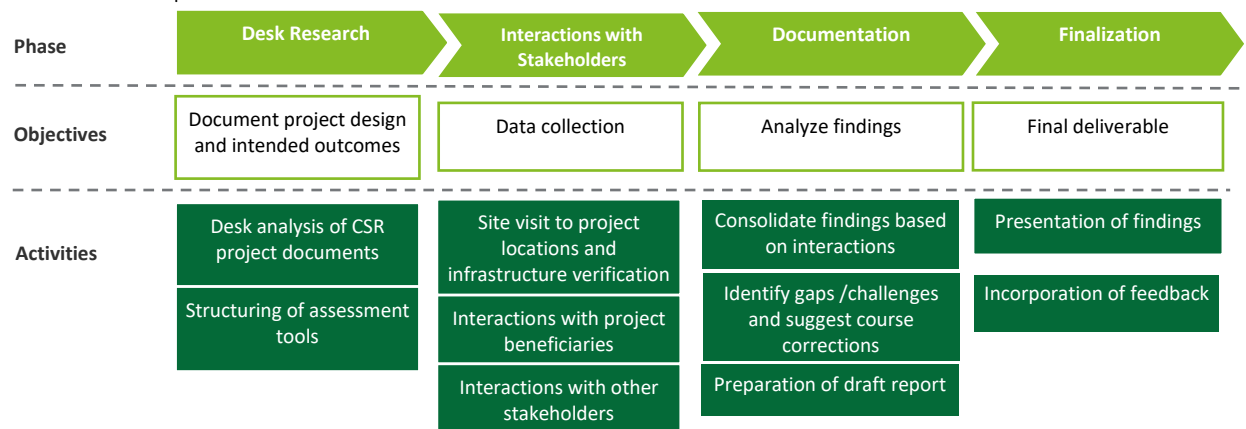 Phase
Desk Research
Interactions with
Stakeholders
Documentation
Finalization
Objectives
Document project design
and intended outcomes
Data collection
Analyze findings
Final deliverable
Activities
Desk analysis of CSR
project documents
Structuring of assessment
tools
Site visit to project
locations and
infrastructure verification
Interactions with project
beneficiaries
Interactions with other
stakeholders
Consolidate findings based
on interactions
Identify gaps /challenges
and suggest course
corrections
Preparation of draft report
Presentation of findings
Incorporation of feedback